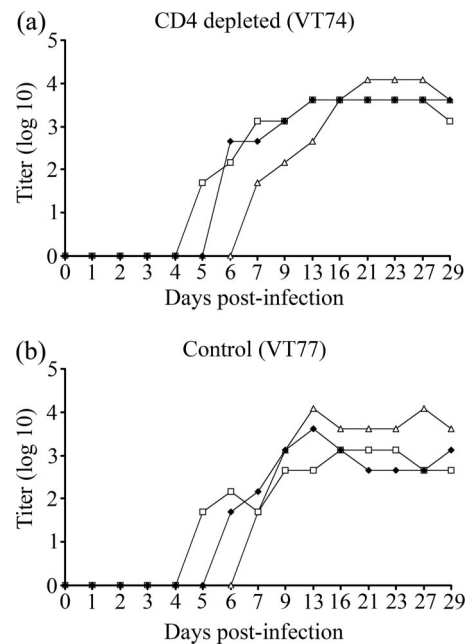 (a) CD4 depleted (VT74)
5
4
3
2
1
0
Titer (log 10)
0 1 2 3 4 5 6 7 9 13 16 21 23 27 29
Days post-infection
(b) Control (VT77)
5
4
3
2
1
0
Titer (log 10)
0 1 2 3 4 5 6 7 9 13 16 21 23 27 29
Days post-infection